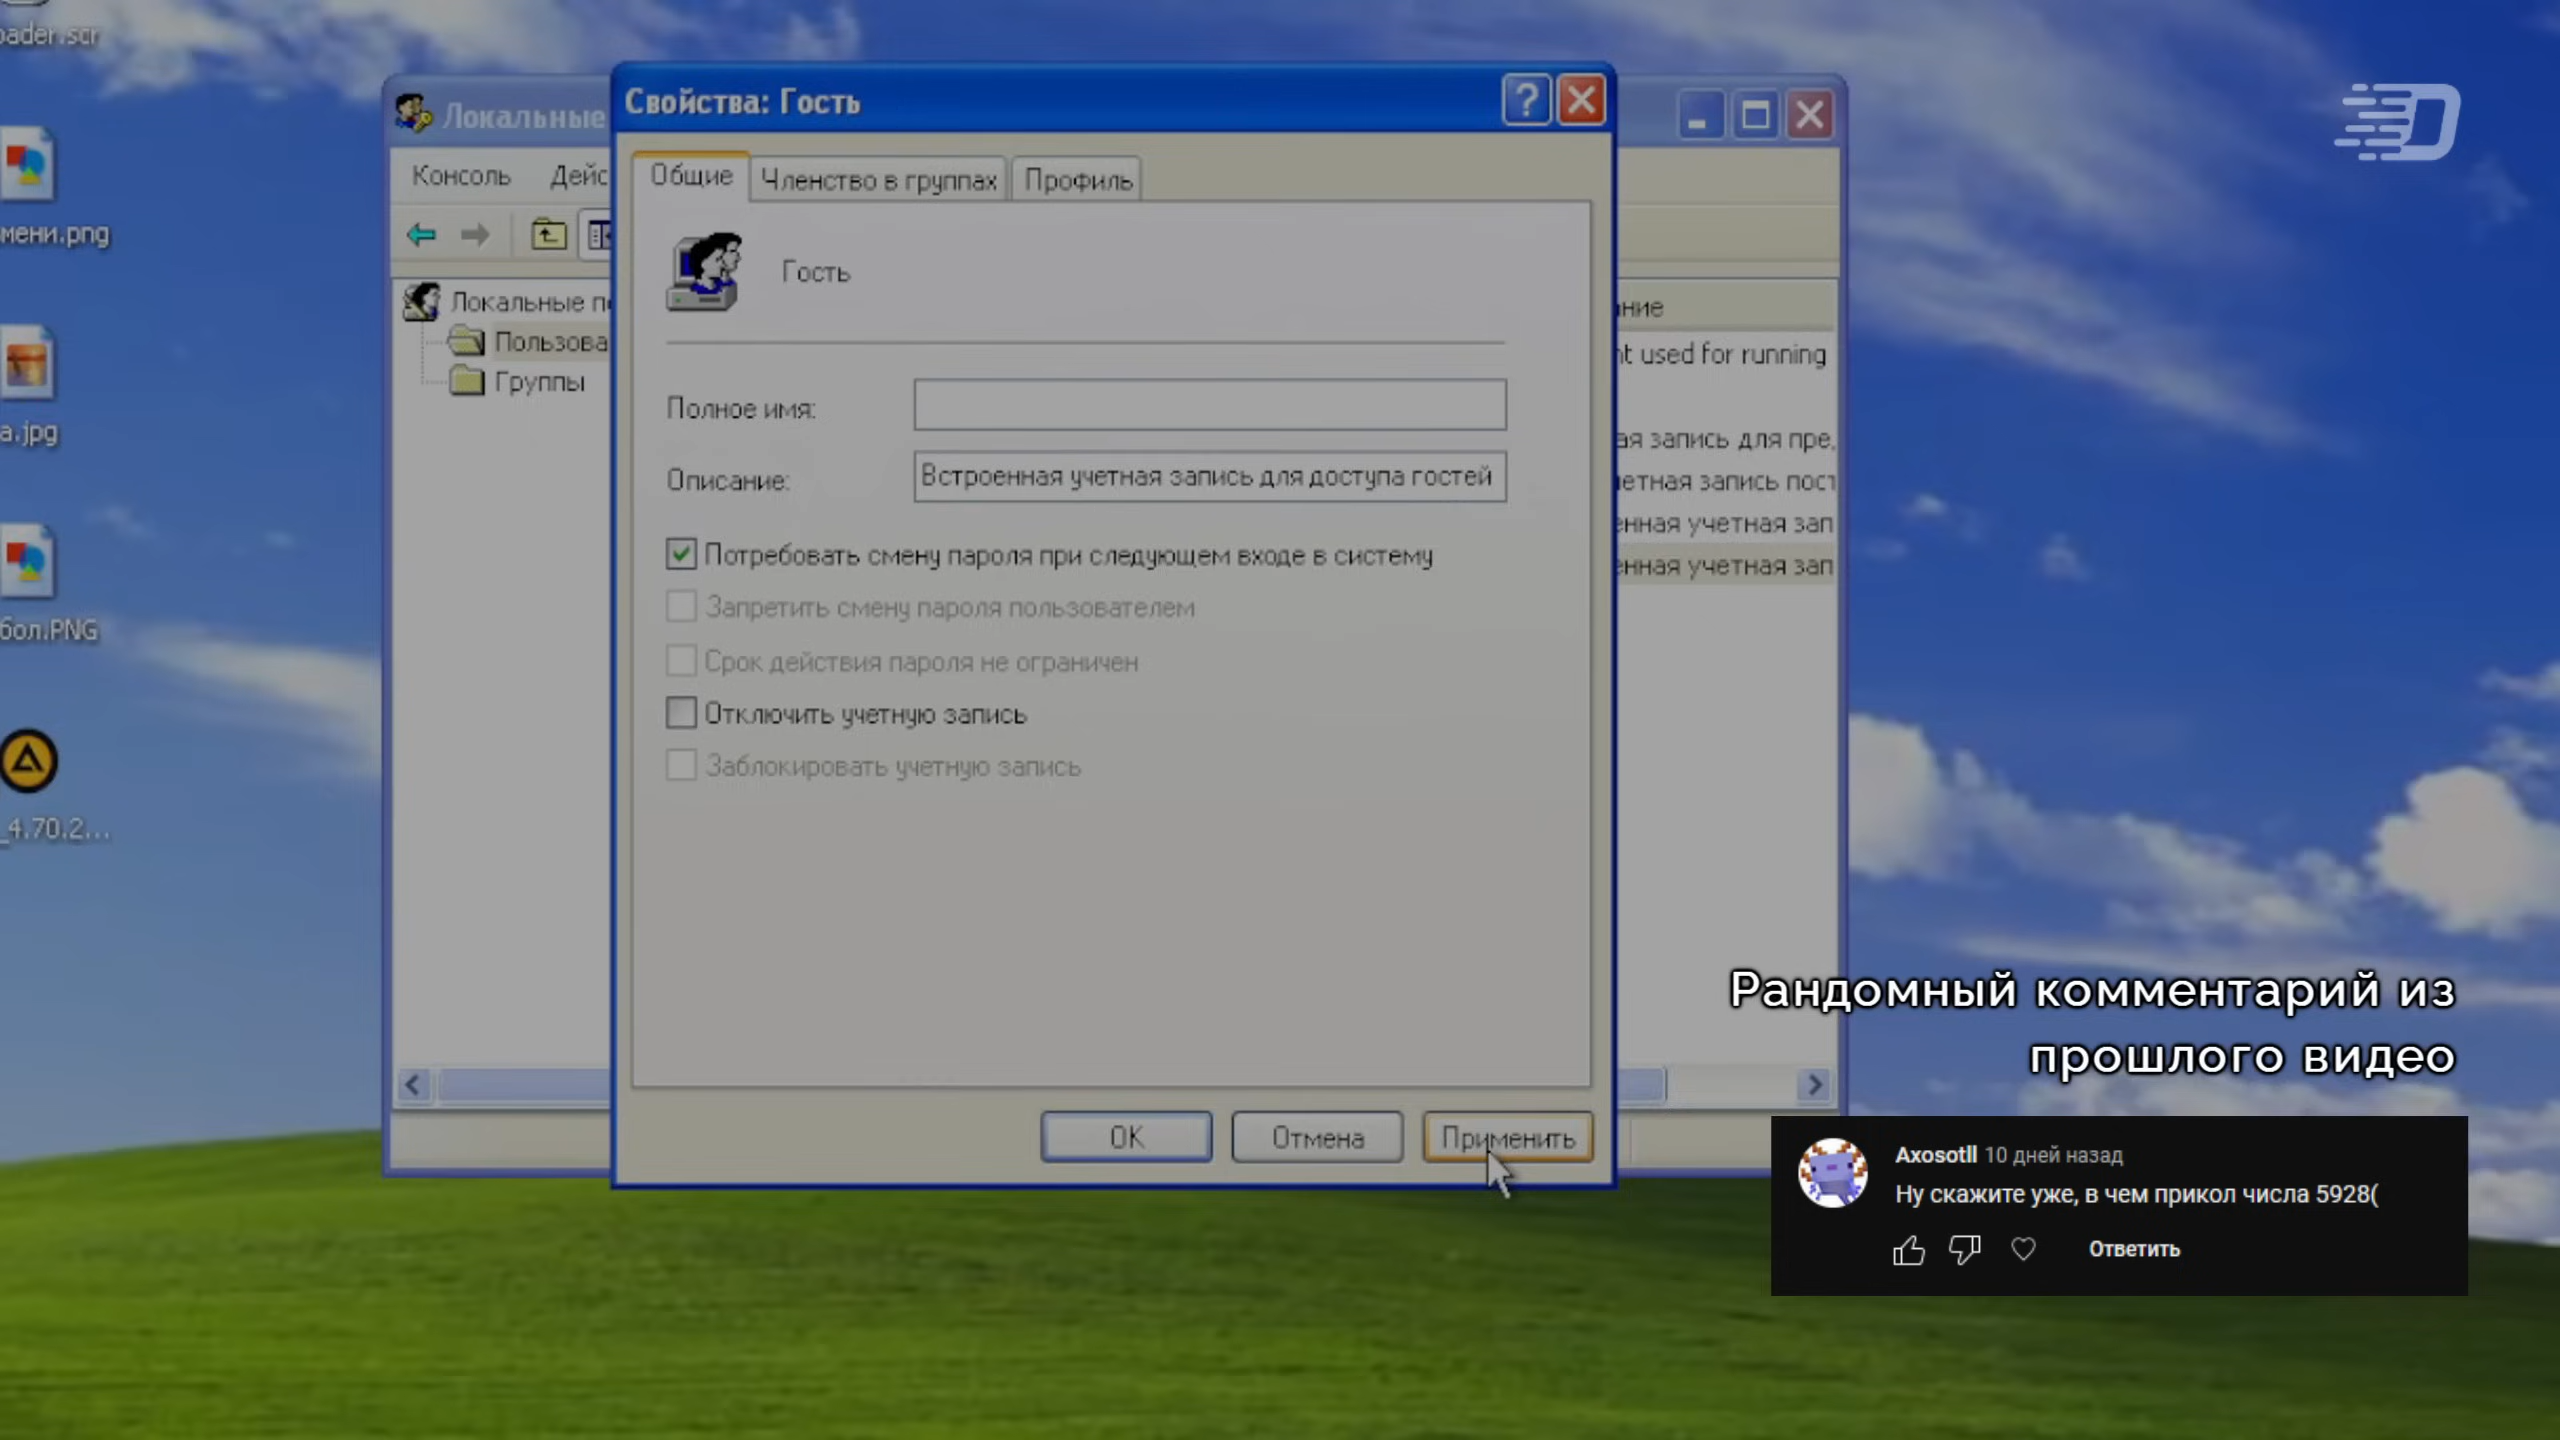 oader.scr
мени.png
а.jpg
бол.PNG
_4.70.2...
Локальные
Консоль Дейс
Локальные п
Пользова
Группы
Свойства: Гость
Общие Членство в группах Профиль
Гость
Полное имя:
Описание: Встроенная учетная запись для доступа гостей
Потребовать смену пароля при следующем входе в систему
Запретить смену пароля пользователем
Срок действия пароля не ограничен
Отключить учетную запись
Заблокировать учетную запись
OK Отмена Применить
ние
nt used for running
ая запись для пре,
етная запись пост
енная учетная зап
енная учетная зап
Рандомный комментарий из
прошлого видео
Axosotll 10 дней назад
Ну скажите уже, в чем прикол числа 5928(
Ответить